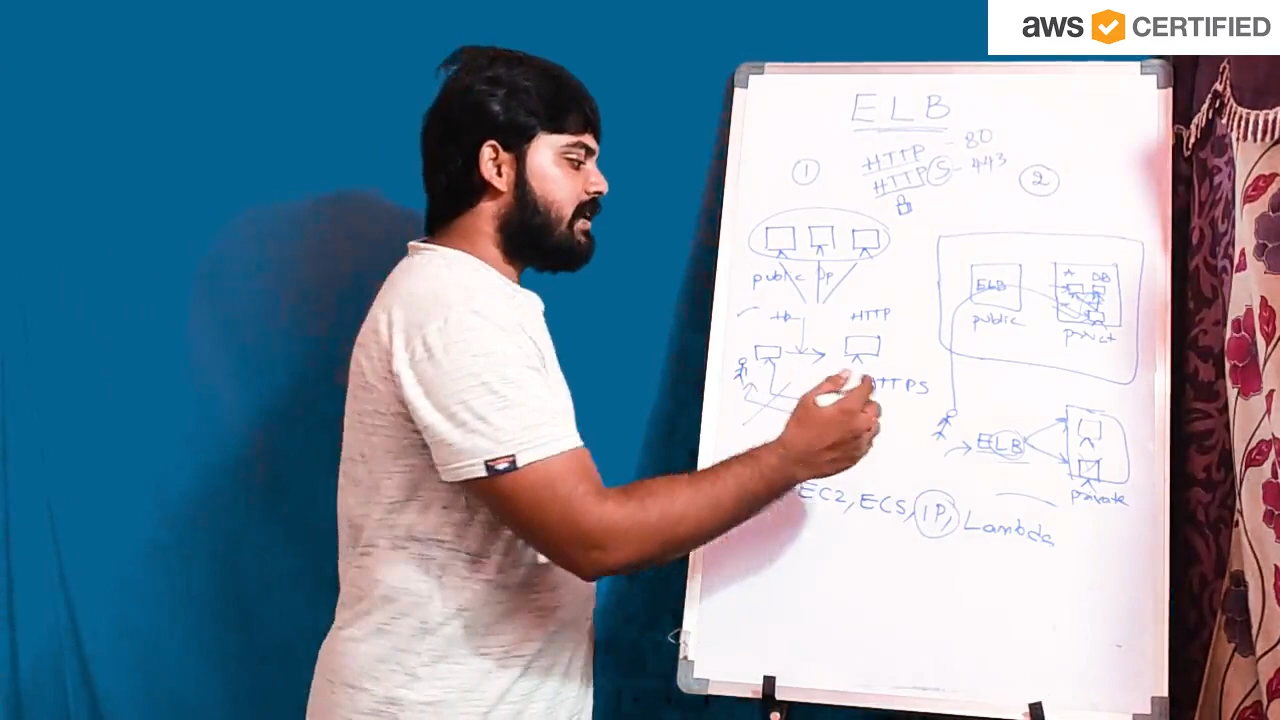 aws CERTIFIED
ELB
HTTP - 80
HTTPS - 443
1
2
public Ip
HTTP
HTTPS
ELB
public
DB
ELB
private
EC2, ECS, IP, Lambda